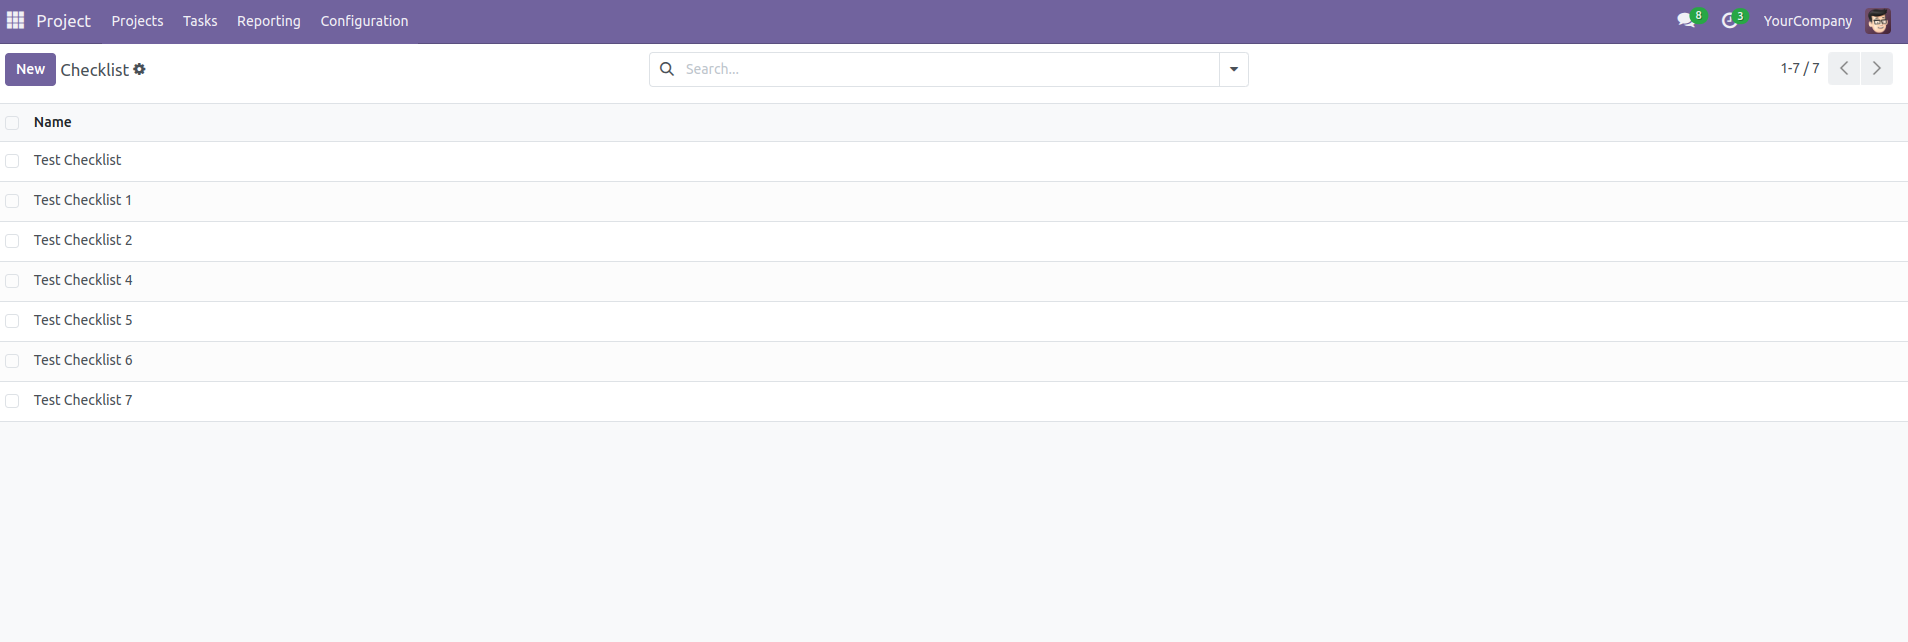 Project Projects Tasks Reporting Configuration 8 3 YourCompany
New Checklist Search... 1-7 / 7
Name
Test Checklist
Test Checklist 1
Test Checklist 2
Test Checklist 4
Test Checklist 5
Test Checklist 6
Test Checklist 7